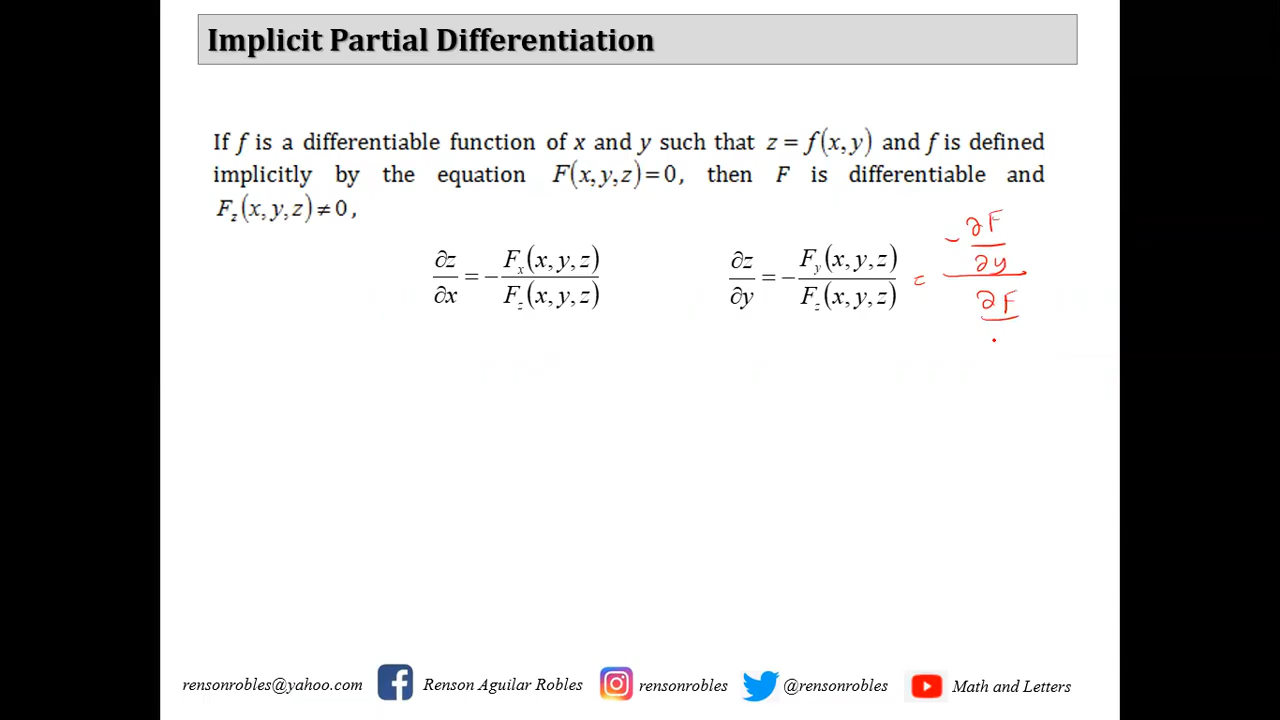 Implicit Partial Differentiation
If f is a differentiable function of x and y such that z = f(x, y) and f is defined
implicitly by the equation F(x, y, z) = 0, then F is differentiable and
F_z(x, y, z) ≠ 0,
∂z/∂x = − F_x(x, y, z) / F_z(x, y, z)
∂z/∂y = − F_y(x, y, z) / F_z(x, y, z) = (−∂F/∂y) / (∂F/
rensonrobles@yahoo.com Renson Aguilar Robles rensonrobles @rensonrobles Math and Letters